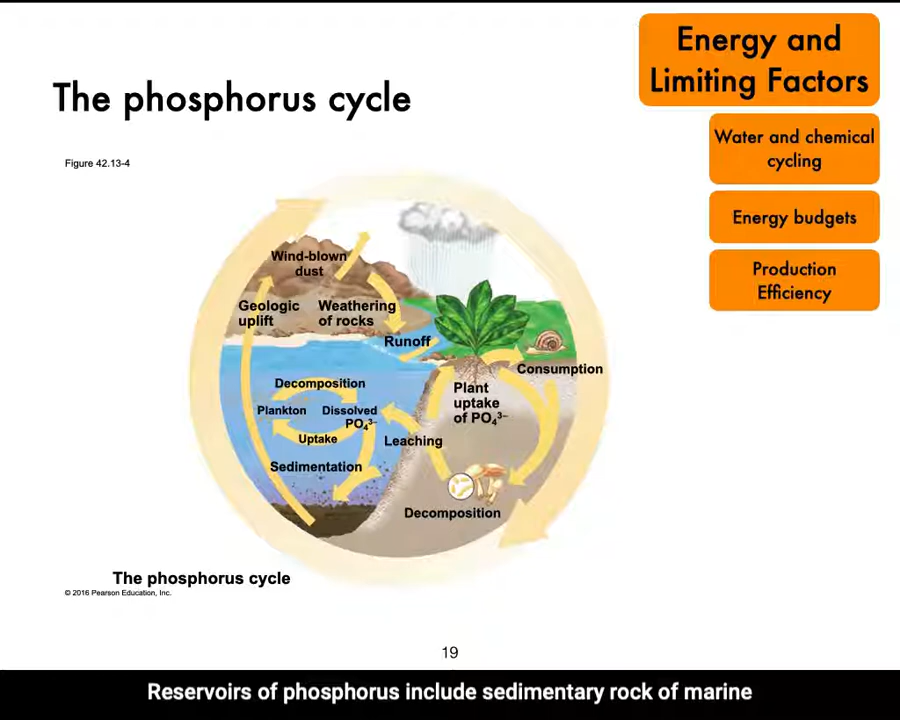 Energy and
Limiting Factors
The phosphorus cycle
Water and chemical
cycling
Figure 42.13-4
Energy budgets
Production
Efficiency
Wind-blown
dust
Geologic
uplift
Weathering
of rocks
Runoff
Consumption
Decomposition
Plant
uptake
of PO₄³⁻
Plankton
Dissolved
PO₄³⁻
Uptake
Leaching
Sedimentation
Decomposition
The phosphorus cycle
© 2016 Pearson Education, Inc.
19
Reservoirs of phosphorus include sedimentary rock of marine